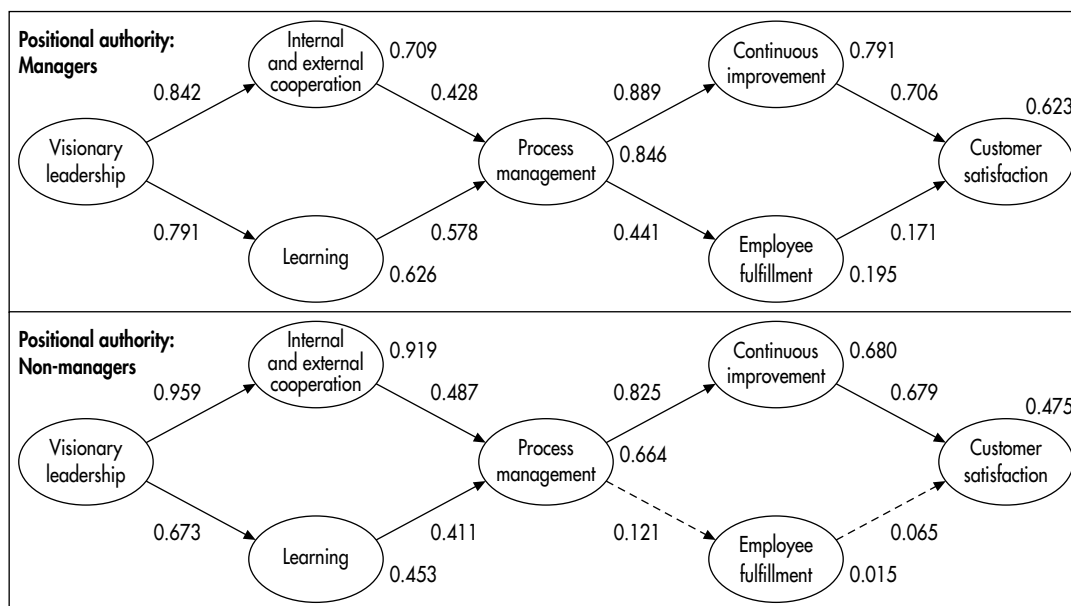 Positional authority:
Managers
Internal
and external
cooperation
0.709
Continuous
improvement
0.791
0.842
0.428
0.889
0.706
0.623
Visionary
leadership
Process
management
0.846
Customer
satisfaction
0.791
0.578
0.441
0.171
Learning
0.626
Employee
fulfillment
0.195
Positional authority:
Non-managers
Internal
and external
cooperation
0.919
Continuous
improvement
0.680
0.959
0.487
0.825
0.679
0.475
Visionary
leadership
Process
management
0.664
Customer
satisfaction
0.673
0.411
0.121
0.065
Learning
0.453
Employee
fulfillment
0.015